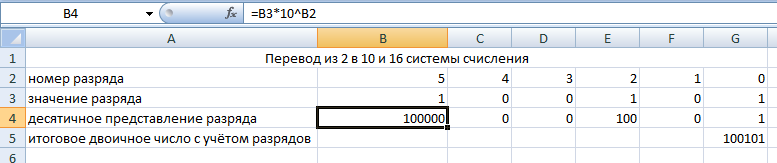 B4 fx =B3*10^B2
A B C D E F G
1 Перевод из 2 в 10 и 16 системы счисления
2 номер разряда 5 4 3 2 1 0
3 значение разряда 1 0 0 1 0 1
4 десятичное представление разряда 100000 0 0 100 0 1
5 итоговое двоичное число с учётом разрядов 100101
6